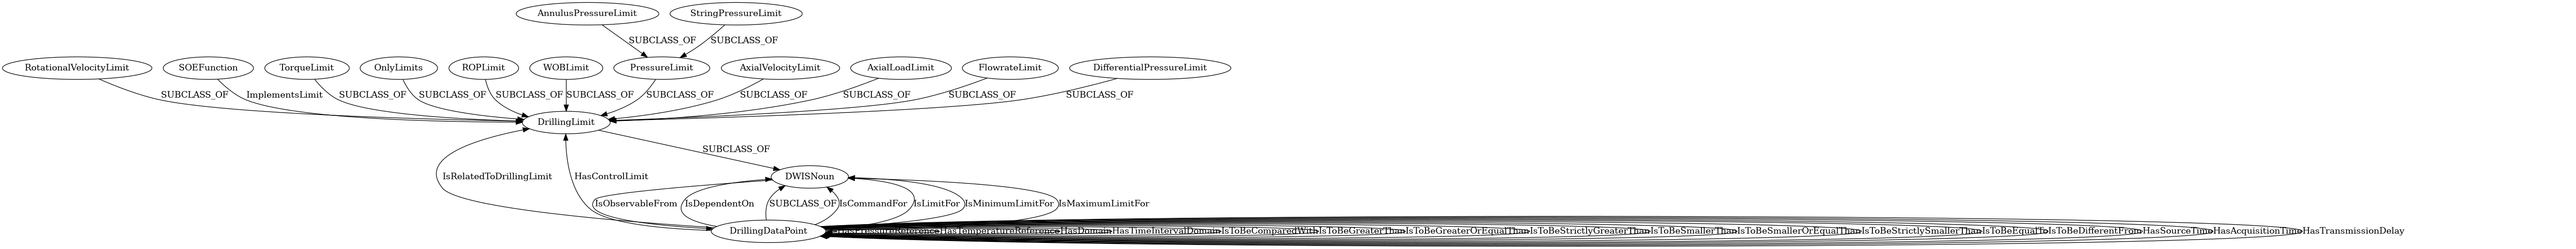 AnnulusPressureLimit StringPressureLimit
SUBCLASS_OF SUBCLASS_OF
RotationalVelocityLimit SOEFunction TorqueLimit OnlyLimits ROPLimit WOBLimit PressureLimit AxialVelocityLimit AxialLoadLimit FlowrateLimit DifferentialPressureLimit
SUBCLASS_OF ImplementsLimit SUBCLASS_OF SUBCLASS_OF SUBCLASS_OF SUBCLASS_OF SUBCLASS_OF SUBCLASS_OF SUBCLASS_OF SUBCLASS_OF SUBCLASS_OF
DrillingLimit
SUBCLASS_OF
IsRelatedToDrillingLimit HasControlLimit DWISNoun
IsObservableFrom IsDependentOn SUBCLASS_OF IsCommandFor IsLimitFor IsMinimumLimitFor IsMaximumLimitFor
DrillingDataPoint HasPressureReference HasTemperatureReference HasDomain HasTimeIntervalDomain IsToBeComparedWith IsToBeGreaterThan IsToBeGreaterOrEqualThan IsToBeStrictlyGreaterThan IsToBeSmallerThan IsToBeSmallerOrEqualThan IsToBeStrictlySmallerThan IsToBeEqualTo IsToBeDifferentFrom HasSourceTime HasAcquisitionTime HasTransmissionDelay